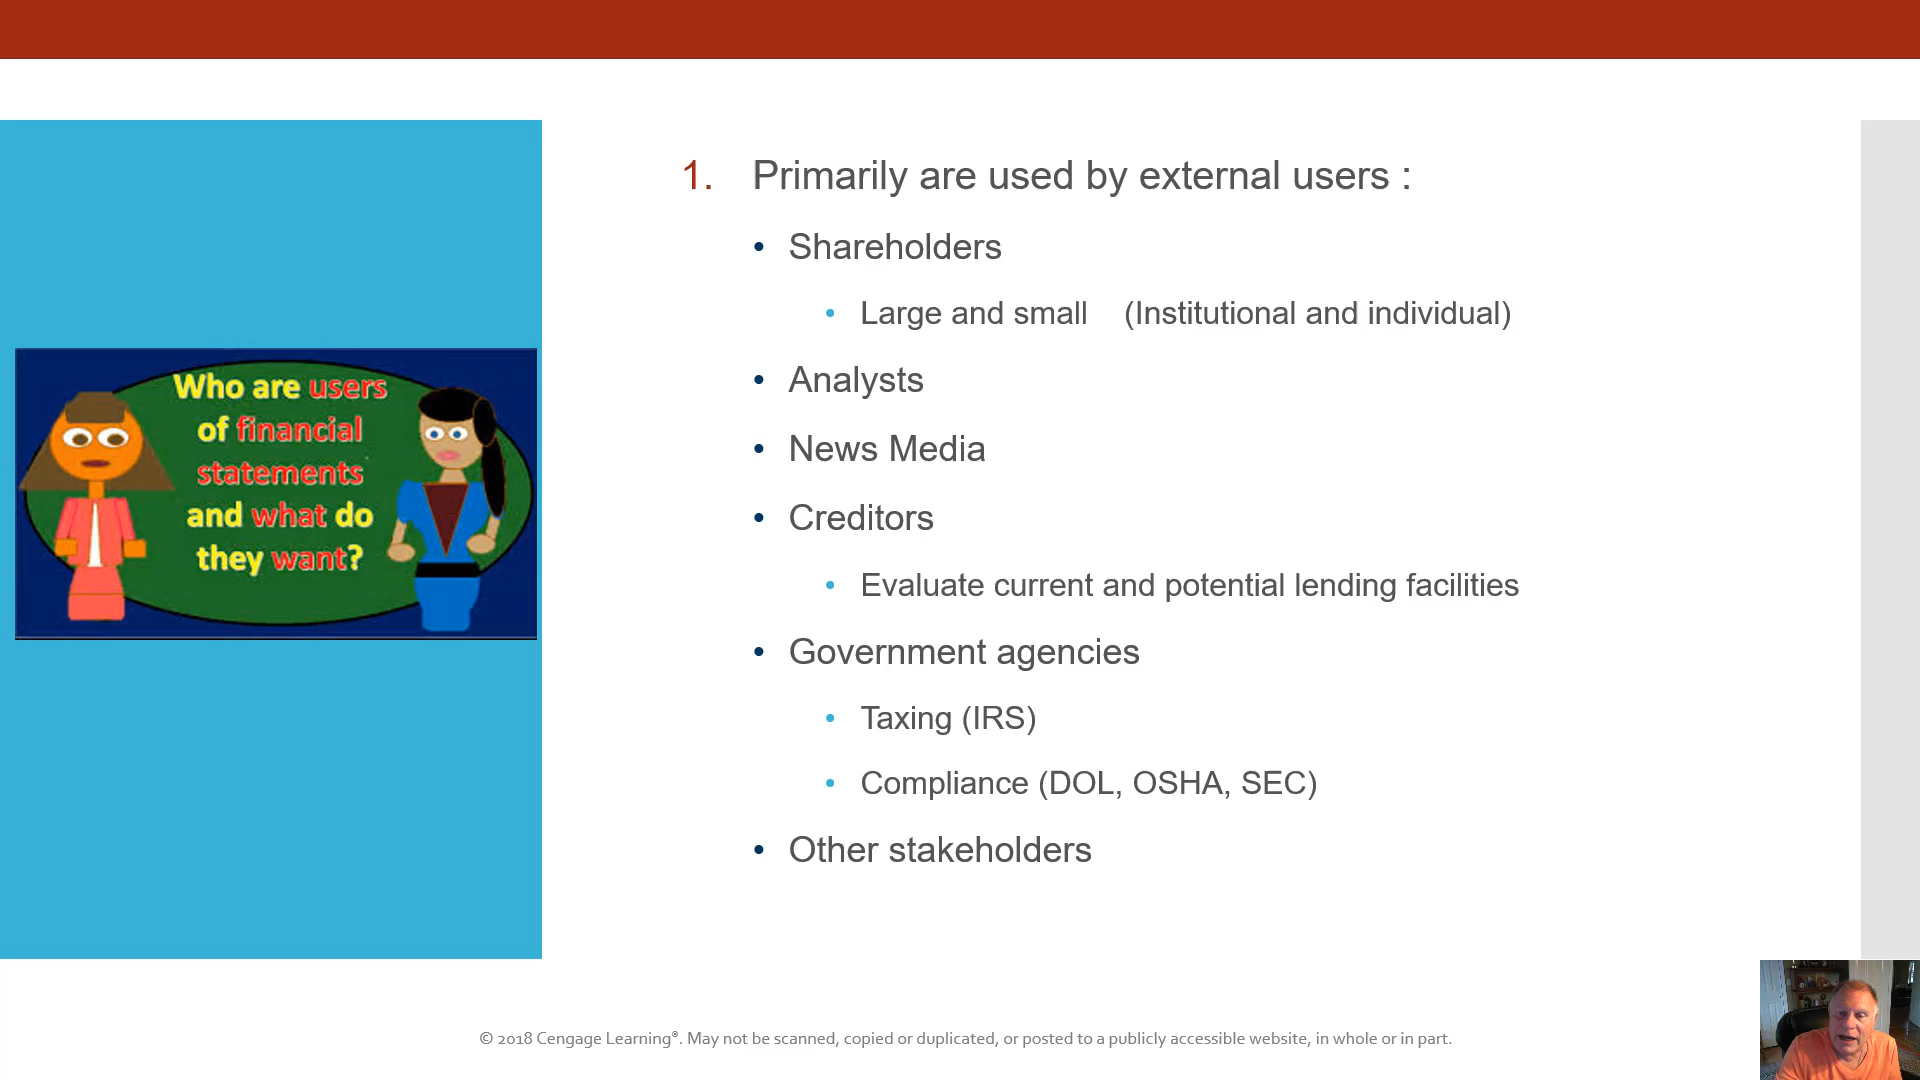 Who are users
of financial
statements
and what do
they want?
1. Primarily are used by external users :
• Shareholders
• Large and small (Institutional and individual)
• Analysts
• News Media
• Creditors
• Evaluate current and potential lending facilities
• Government agencies
• Taxing (IRS)
• Compliance (DOL, OSHA, SEC)
• Other stakeholders
© 2018 Cengage Learning®. May not be scanned, copied or duplicated, or posted to a publicly accessible website, in whole or in part.